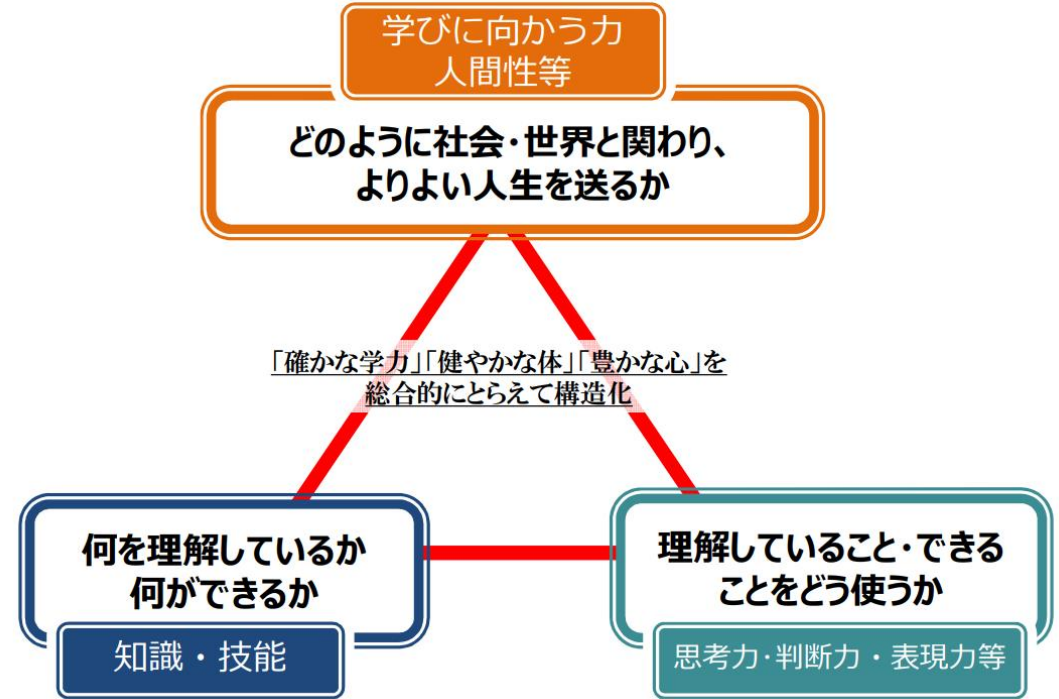 学びに向かう力
人間性等
どのように社会・世界と関わり、
よりよい人生を送るか
「確かな学力」「健やかな体」「豊かな心」を
総合的にとらえて構造化
何を理解しているか
何ができるか
知識・技能
理解していること・できる
ことをどう使うか
思考力・判断力・表現力等